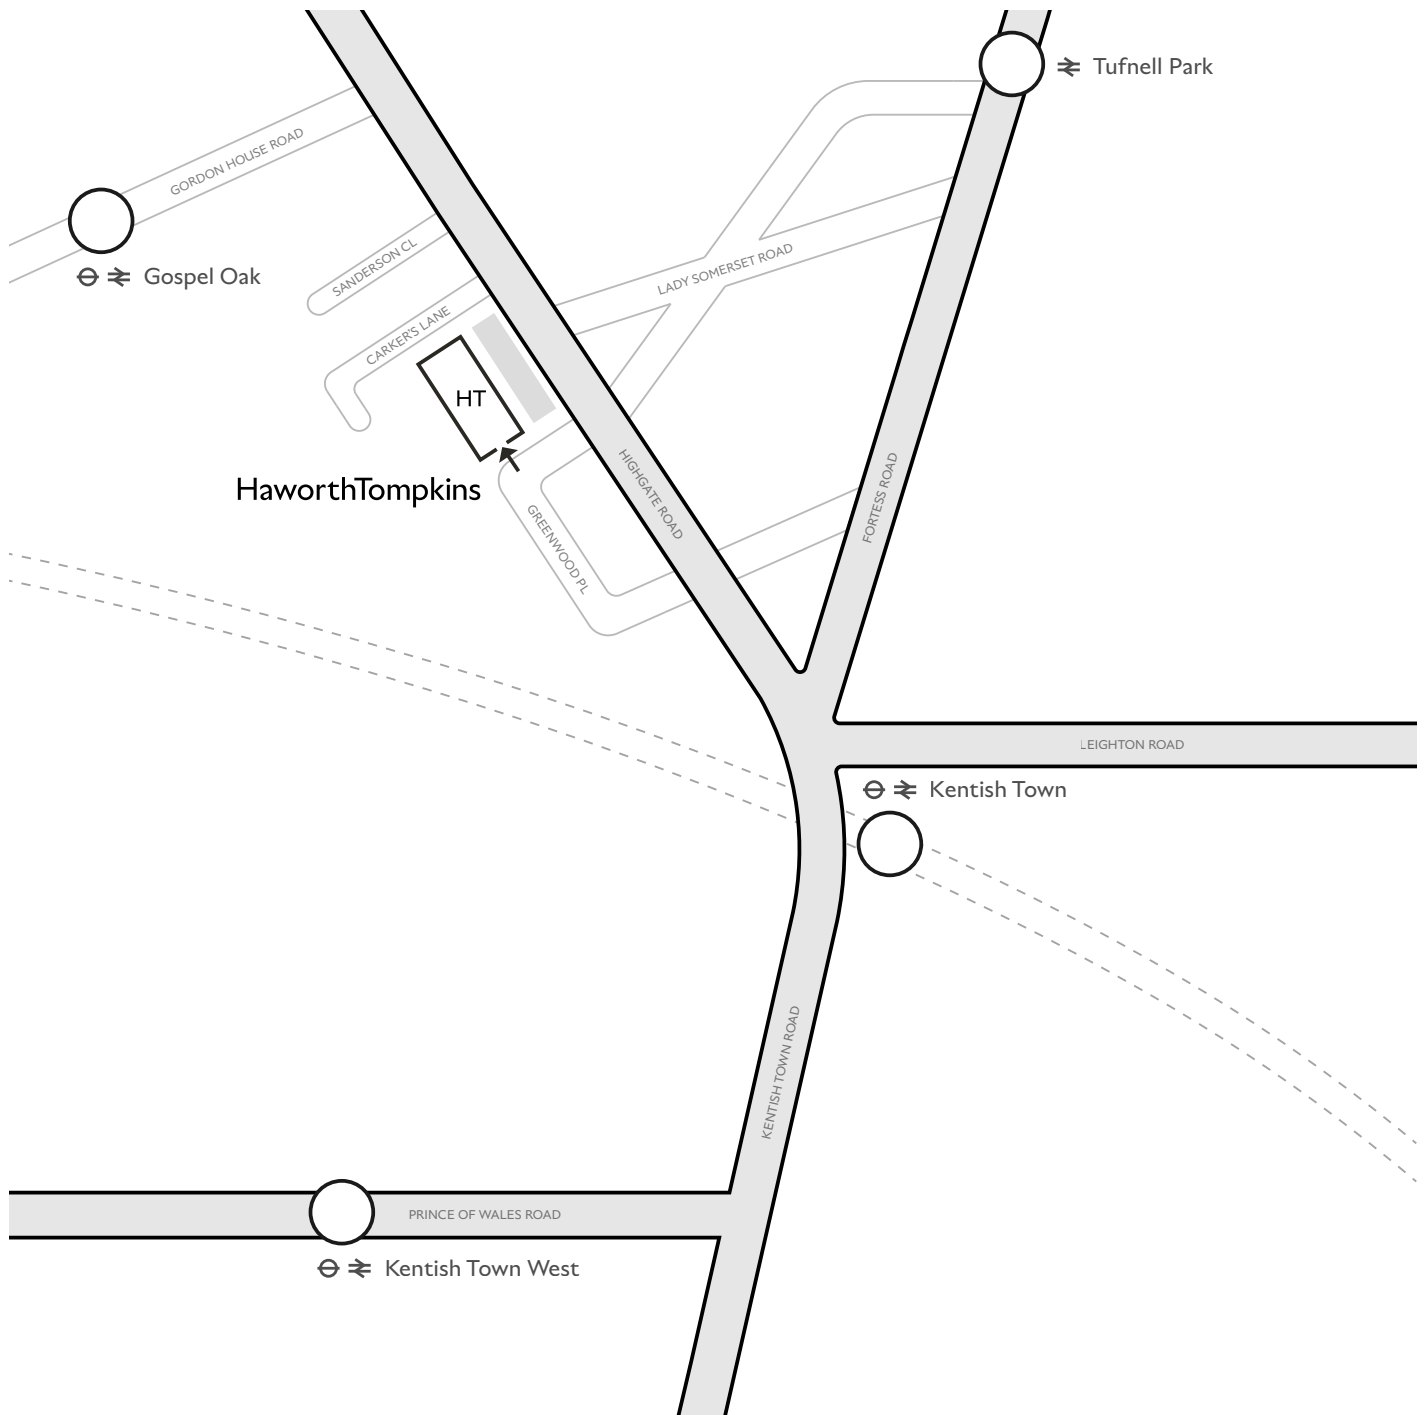 Tufnell Park
GORDON HOUSE ROAD
SANDERSON CL
LADY SOMERSET ROAD
Gospel Oak
CARKER'S LANE
HT
HaworthTompkins
HIGHGATE ROAD
FORTESS ROAD
GREENWOOD PL
LEIGHTON ROAD
Kentish Town
KENTISH TOWN ROAD
PRINCE OF WALES ROAD
Kentish Town West